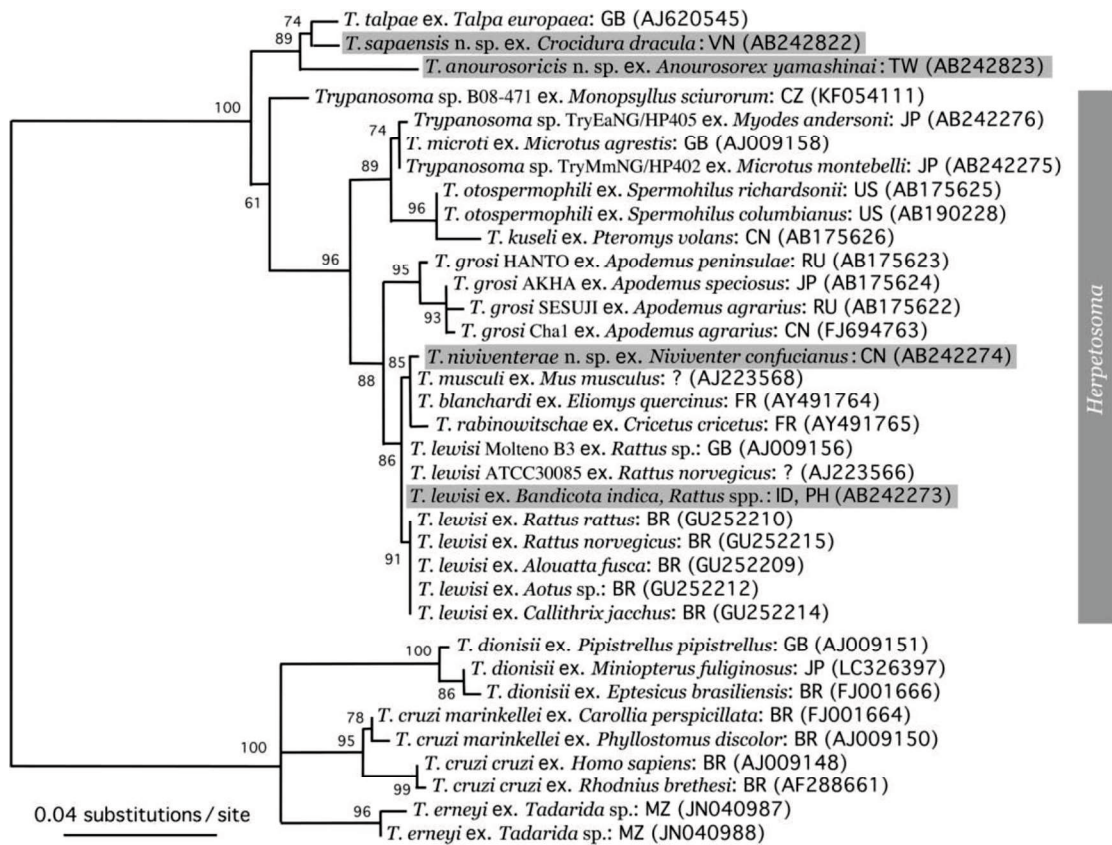 74
T. talpae ex. Talpa europaea: GB (AJ620545)
89
T. sapaensis n. sp. ex. Crocidura dracula: VN (AB242822)
T. anourosoricis n. sp. ex. Anourosorex yamashinai: TW (AB242823)
100
Trypanosoma sp. B08-471 ex. Monopsyllus sciurorum: CZ (KF054111)
Trypanosoma sp. TryEaNG/HP405 ex. Myodes andersoni: JP (AB242276)
74
T. microti ex. Microtus agrestis: GB (AJ009158)
89
Trypanosoma sp. TryMmNG/HP402 ex. Microtus montebelli: JP (AB242275)
T. otospermophili ex. Spermohilus richardsonii: US (AB175625)
61
96
T. otospermophili ex. Spermohilus columbianus: US (AB190228)
T. kuseli ex. Pteromys volans: CN (AB175626)
96
T. grosi HANTO ex. Apodemus peninsulae: RU (AB175623)
95
T. grosi AKHA ex. Apodemus speciosus: JP (AB175624)
T. grosi SESUJI ex. Apodemus agrarius: RU (AB175622)
93
T. grosi Cha1 ex. Apodemus agrarius: CN (FJ694763)
Herpetosoma
85
T. niviventerae n. sp. ex. Niviventer confucianus: CN (AB242274)
88
T. musculi ex. Mus musculus: ? (AJ223568)
T. blanchardi ex. Eliomys quercinus: FR (AY491764)
T. rabinowitschae ex. Cricetus cricetus: FR (AY491765)
86
T. lewisi Molteno B3 ex. Rattus sp.: GB (AJ009156)
T. lewisi ATCC30085 ex. Rattus norvegicus: ? (AJ223566)
T. lewisi ex. Bandicota indica, Rattus spp.: ID, PH (AB242273)
T. lewisi ex. Rattus rattus: BR (GU252210)
T. lewisi ex. Rattus norvegicus: BR (GU252215)
91
T. lewisi ex. Alouatta fusca: BR (GU252209)
T. lewisi ex. Aotus sp.: BR (GU252212)
T. lewisi ex. Callithrix jacchus: BR (GU252214)
100
T. dionisii ex. Pipistrellus pipistrellus: GB (AJ009151)
T. dionisii ex. Miniopterus fuliginosus: JP (LC326397)
86
T. dionisii ex. Eptesicus brasiliensis: BR (FJ001666)
78
T. cruzi marinkellei ex. Carollia perspicillata: BR (FJ001664)
100
95
T. cruzi marinkellei ex. Phyllostomus discolor: BR (AJ009150)
T. cruzi cruzi ex. Homo sapiens: BR (AJ009148)
99
T. cruzi cruzi ex. Rhodnius brethesi: BR (AF288661)
96
T. erneyi ex. Tadarida sp.: MZ (JN040987)
T. erneyi ex. Tadarida sp.: MZ (JN040988)
0.04 substitutions / site